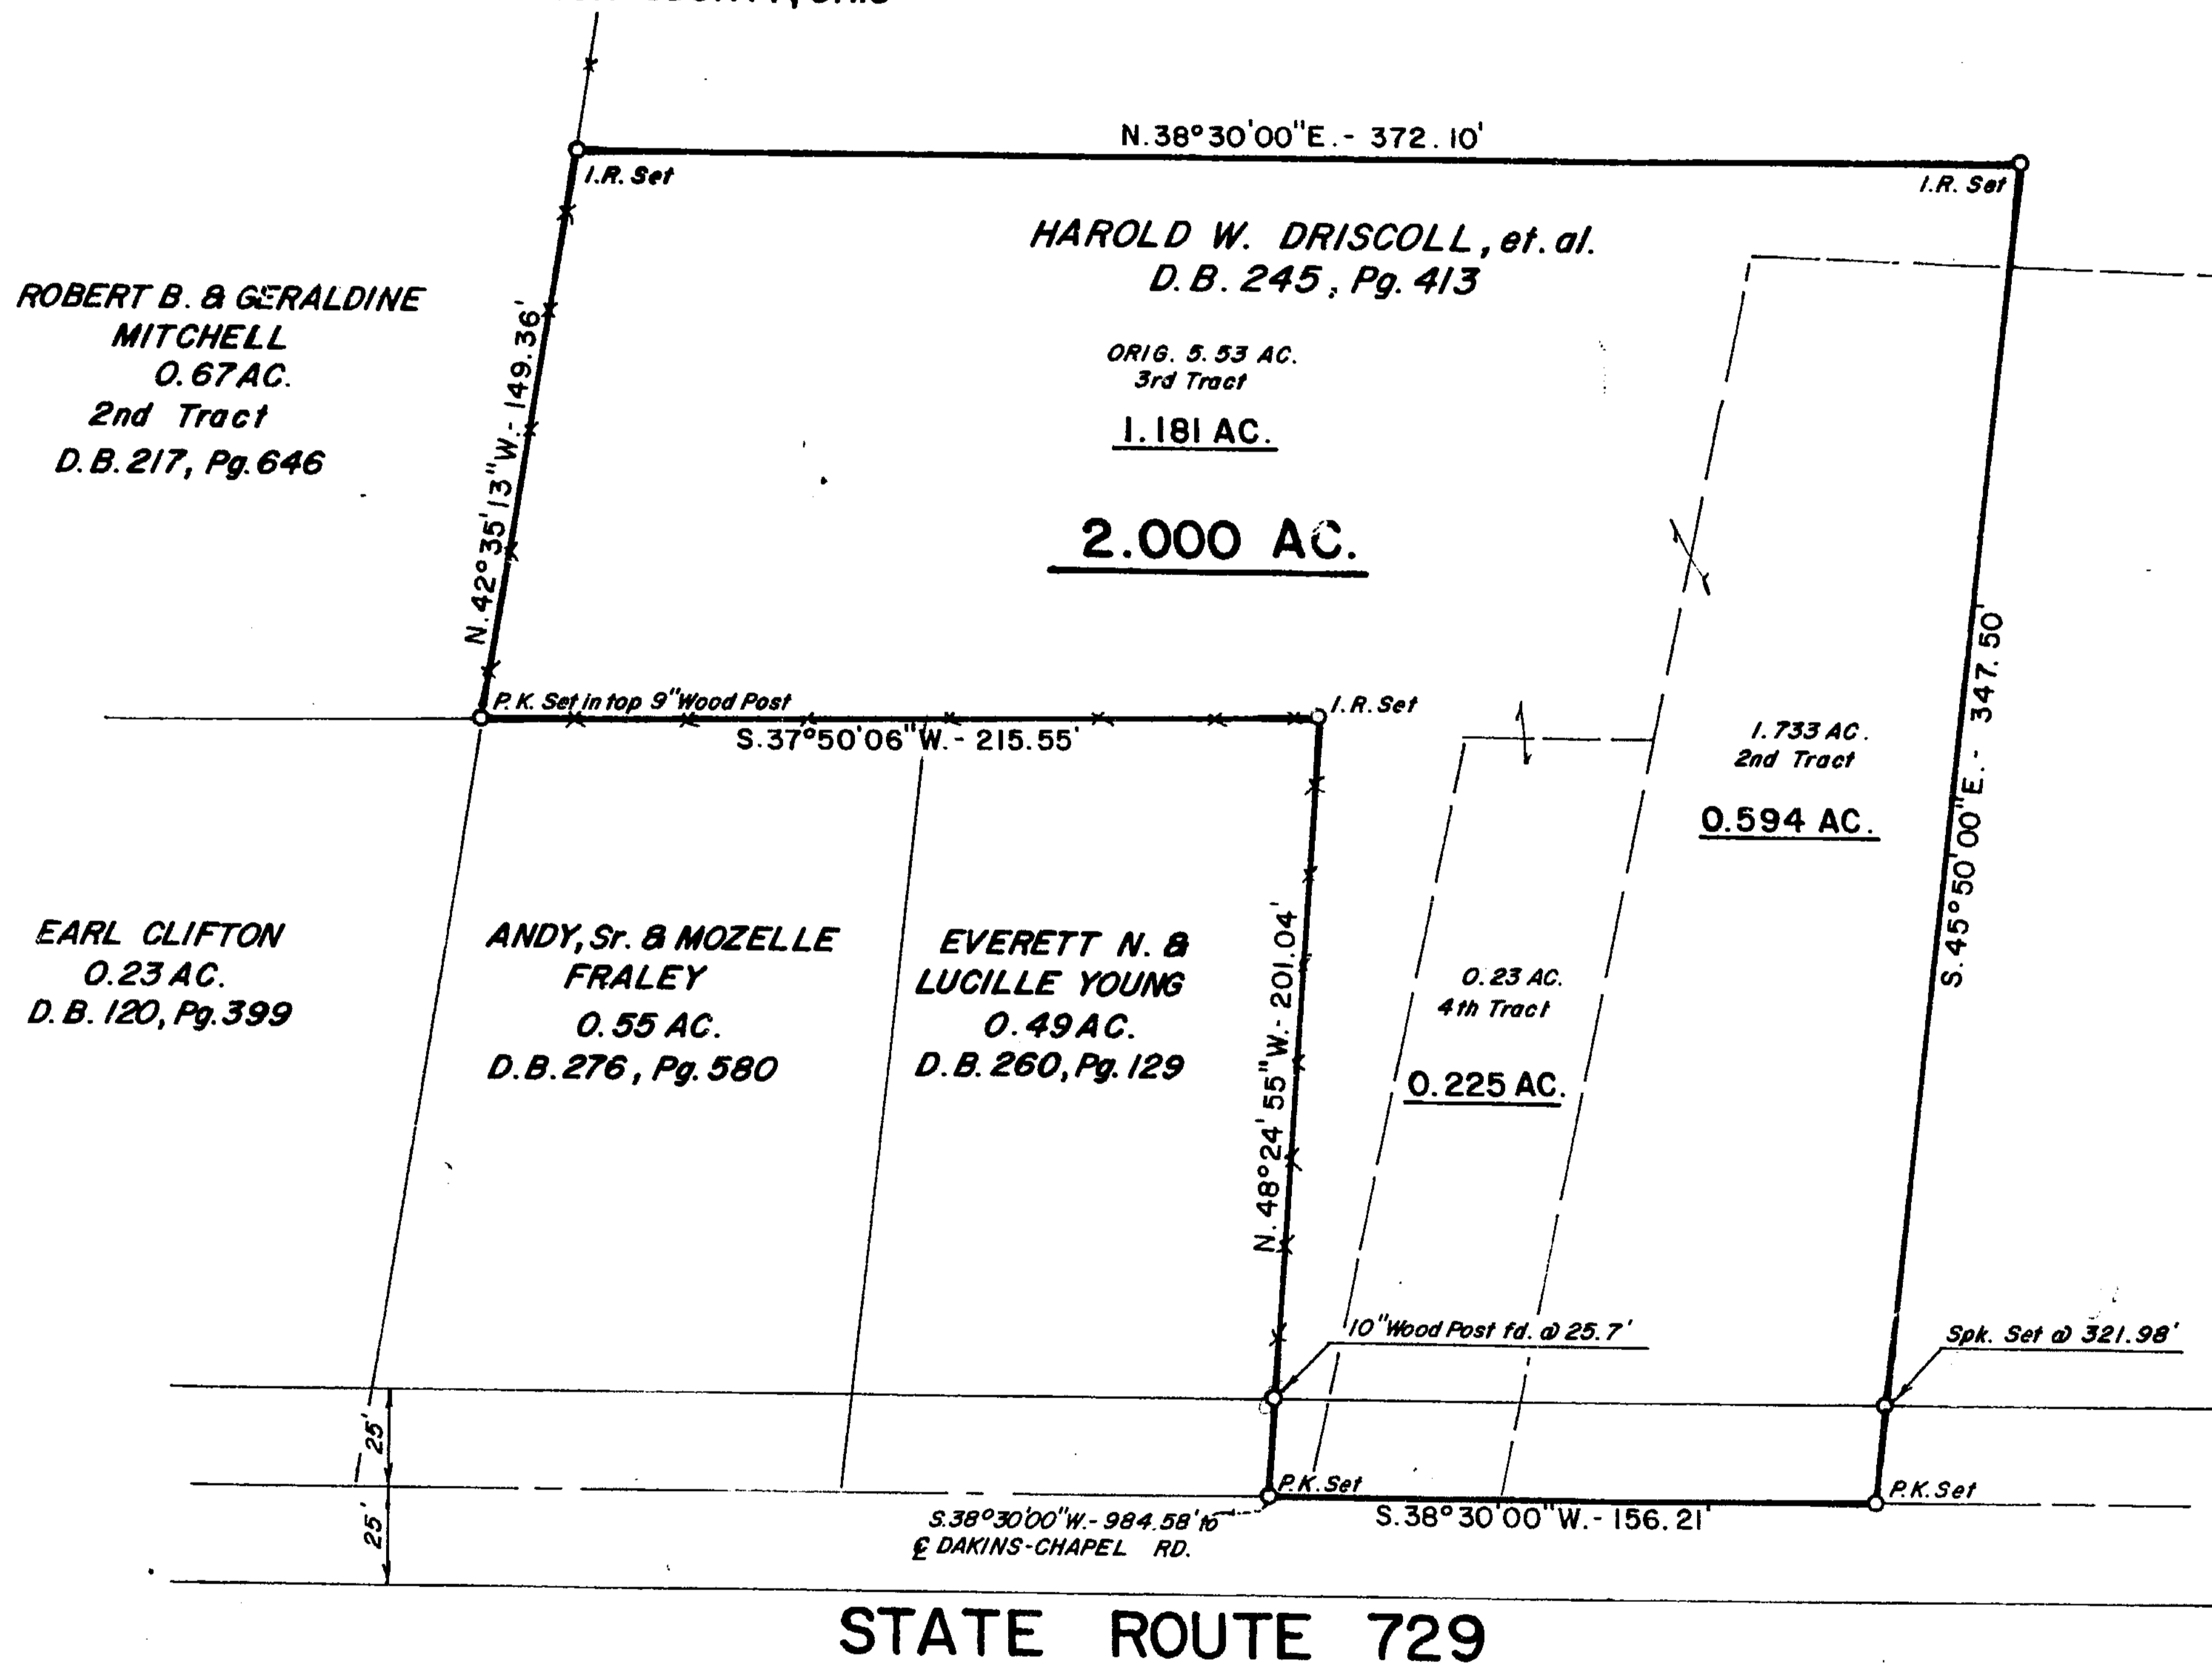 N.38°30'00"E.- 372.10'
I.R. Set
I.R. Set
HAROLD W. DRISCOLL, et. al.
D.B. 245, Pg. 413
ORIG. 5.53 AC.
3rd Tract
1.181 AC.
2.000 AC.
ROBERT B. & GERALDINE
MITCHELL
0.67 AC.
2nd Tract
D.B. 217, Pg. 646
N.42°35'13"W.- 149.36'
P.K. Set in top 9" Wood Post
S.37°50'06"W.- 215.55'
I.R. Set
1.733 AC.
2nd Tract
0.594 AC.
S.45°50'00"E.- 347.50'
EARL CLIFTON
0.23 AC.
D.B. 120, Pg. 399
ANDY, Sr. & MOZELLE
FRALEY
0.55 AC.
D.B. 276, Pg. 580
EVERETT N. &
LUCILLE YOUNG
0.49 AC.
D.B. 260, Pg. 129
N.48°24'55"W.- 201.04'
0.23 AC.
4th Tract
0.225 AC.
10" Wood Post fd. @ 25.7'
Spk. Set @ 321.98'
25'
25'
P.K. Set
P.K. Set
S.38°30'00"W.- 984.58' to
℄ DAKINS-CHAPEL RD.
S.38°30'00"W.- 156.21'
STATE ROUTE 729